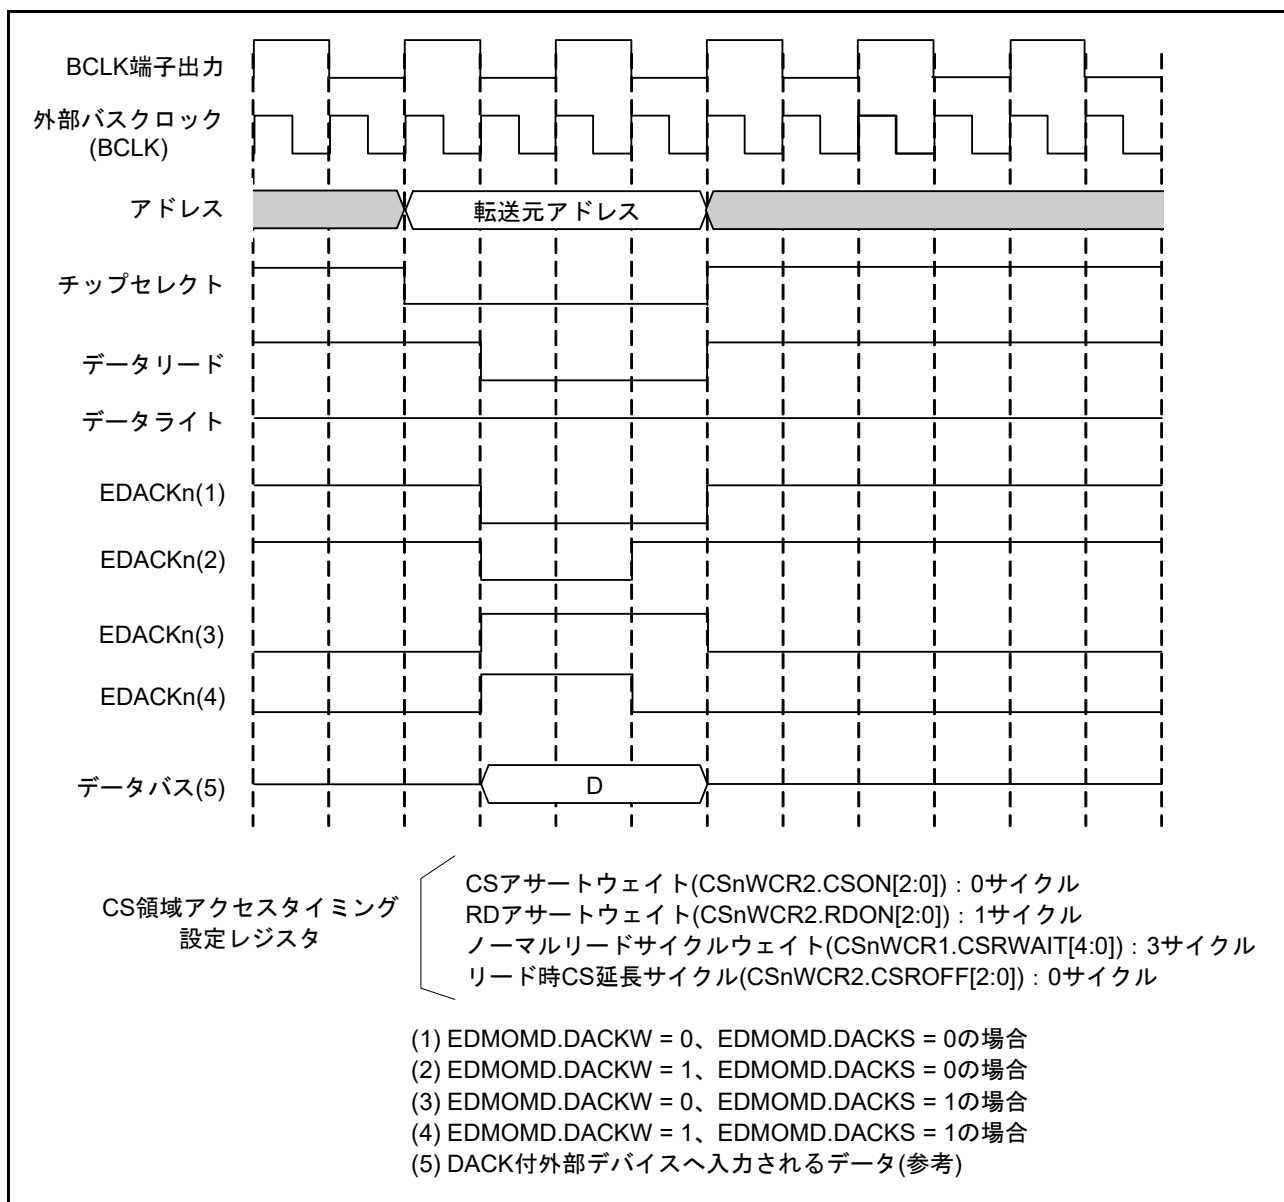 BCLK端子出力
外部バスクロック
(BCLK)
アドレス
転送元アドレス
チップセレクト
データリード
データライト
EDACKn(1)
EDACKn(2)
EDACKn(3)
EDACKn(4)
データバス(5)
D
CS領域アクセスタイミング
設定レジスタ
CSアサートウェイト(CSnWCR2.CSON[2:0])：0サイクル
RDアサートウェイト(CSnWCR2.RDON[2:0])：1サイクル
ノーマルリードサイクルウェイト(CSnWCR1.CSRWAIT[4:0])：3サイクル
リード時CS延長サイクル(CSnWCR2.CSROFF[2:0])：0サイクル
(1) EDMOMD.DACKW = 0、EDMOMD.DACKS = 0の場合
(2) EDMOMD.DACKW = 1、EDMOMD.DACKS = 0の場合
(3) EDMOMD.DACKW = 0、EDMOMD.DACKS = 1の場合
(4) EDMOMD.DACKW = 1、EDMOMD.DACKS = 1の場合
(5) DACK付外部デバイスへ入力されるデータ(参考)